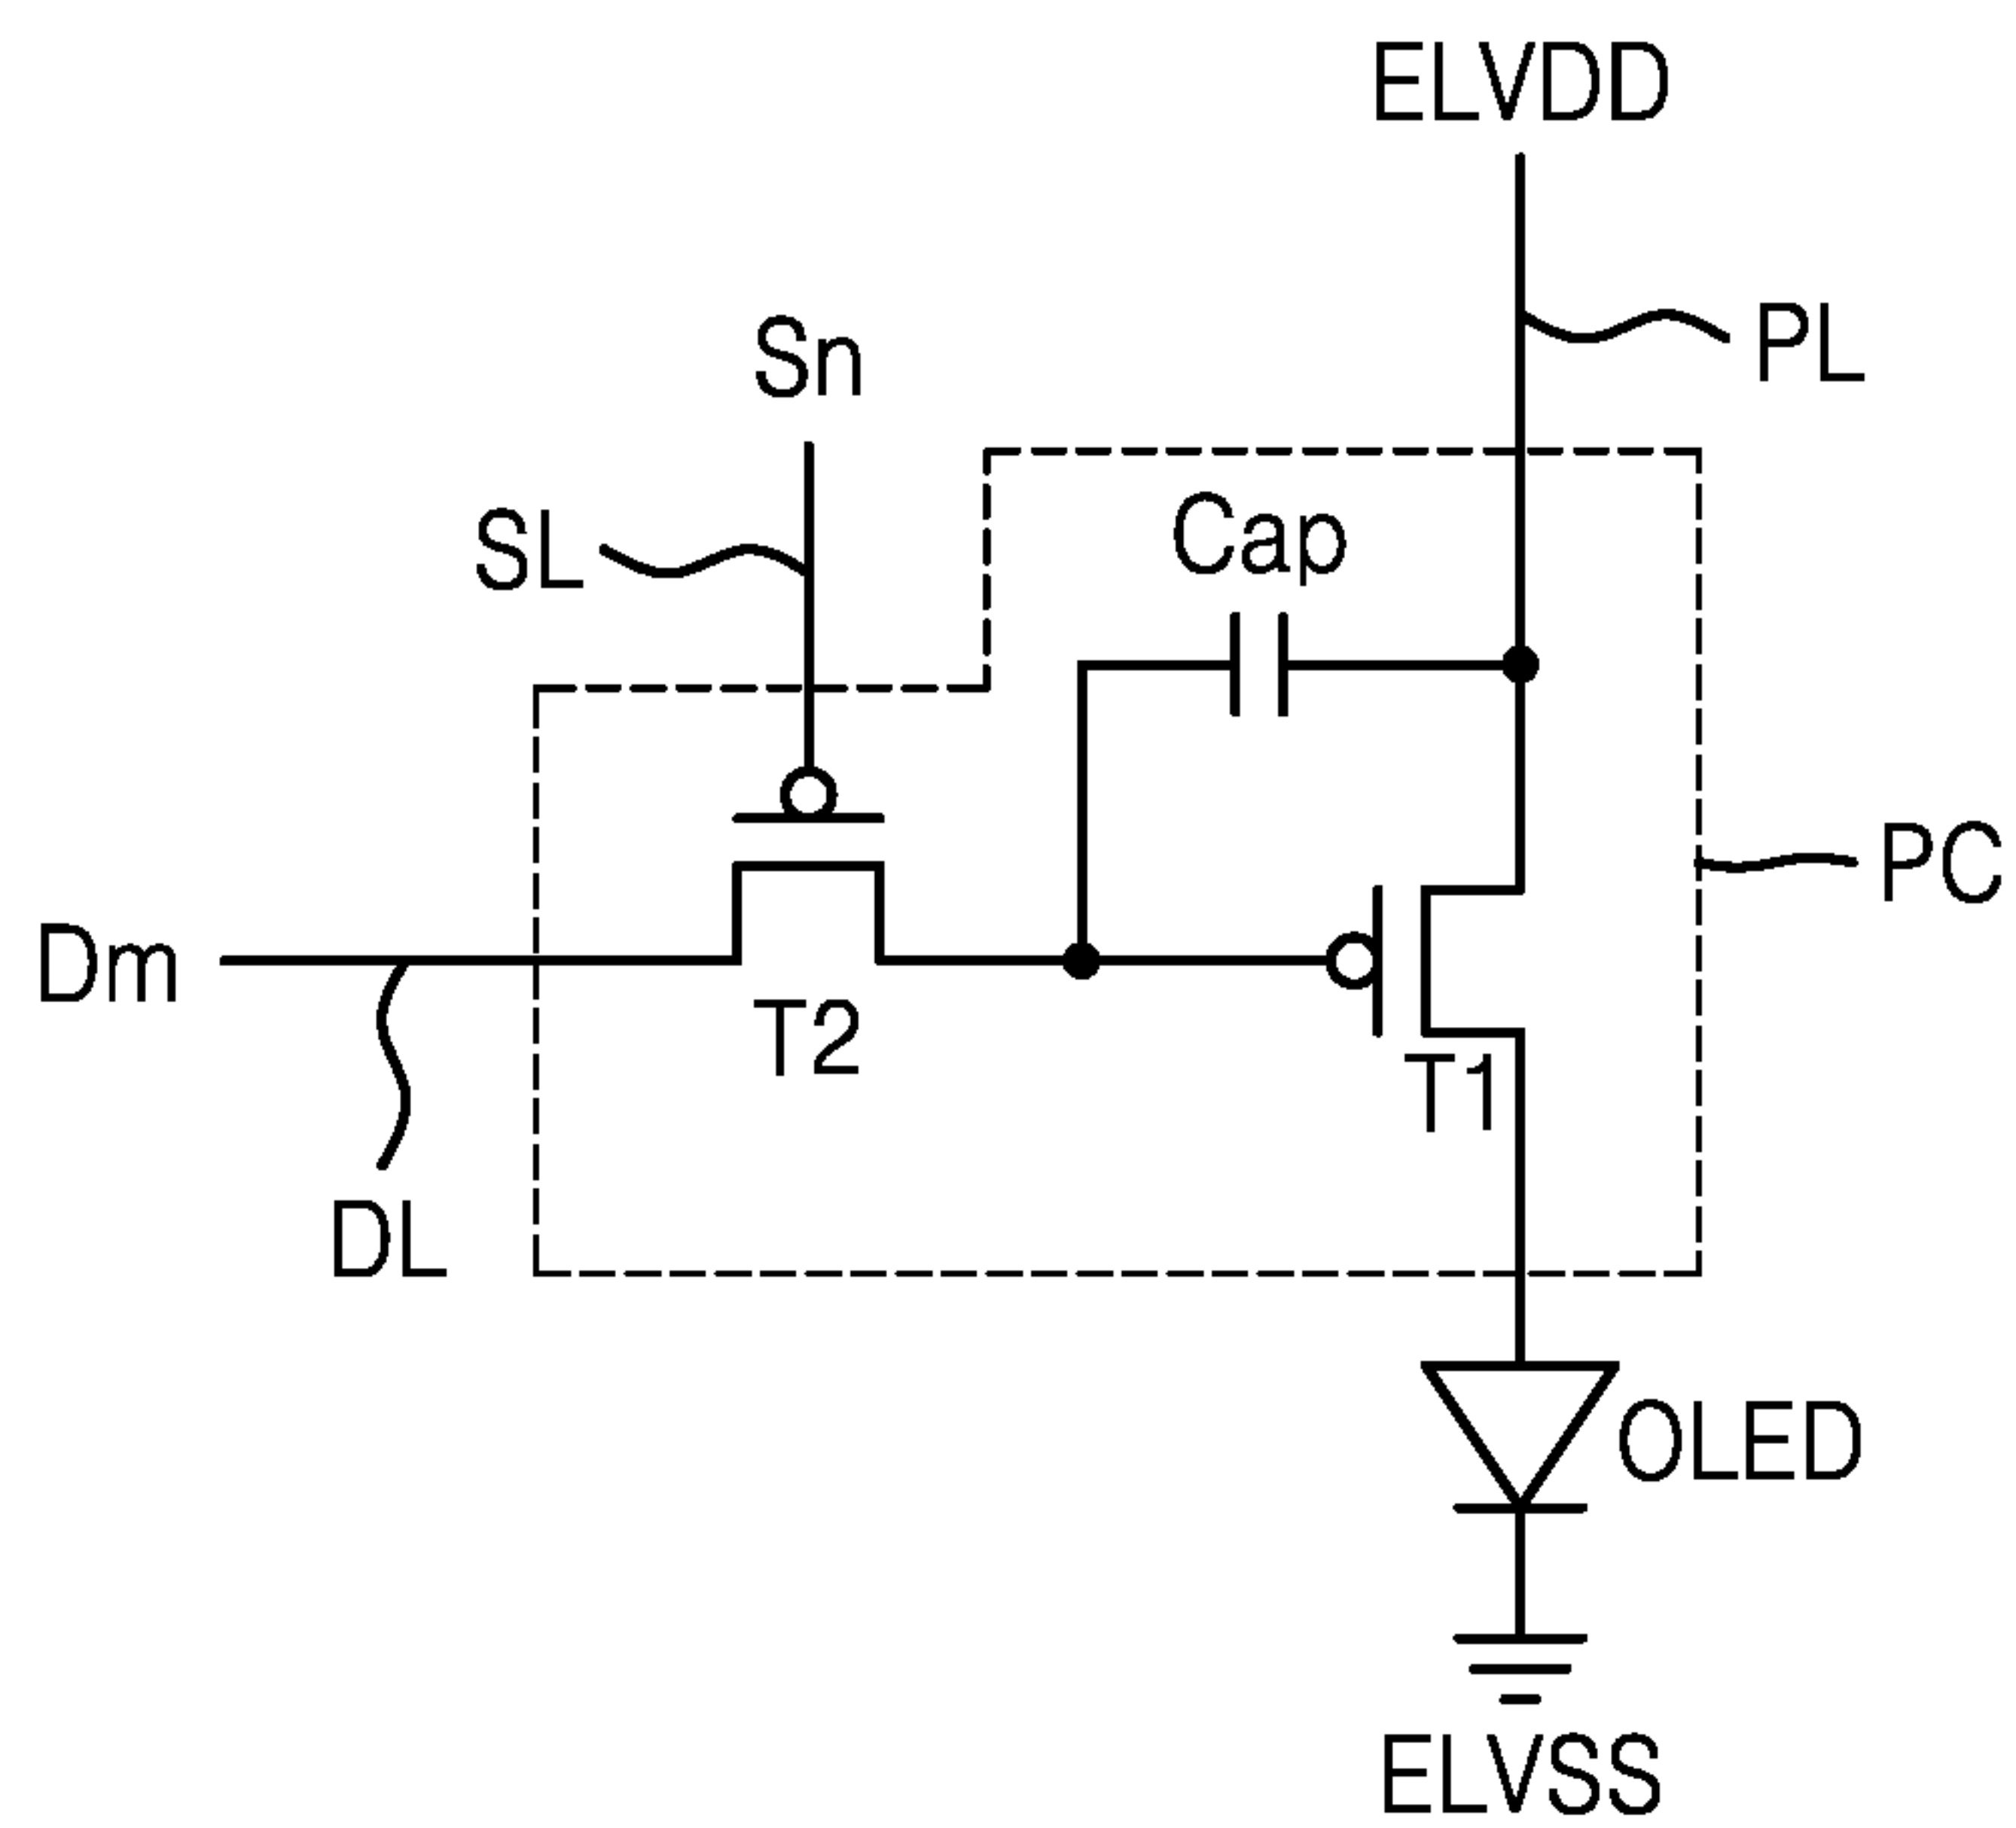 ELVDD
PL
Sn
SL
Cap
PC
Dm
T2
T1
DL
OLED
ELVSS